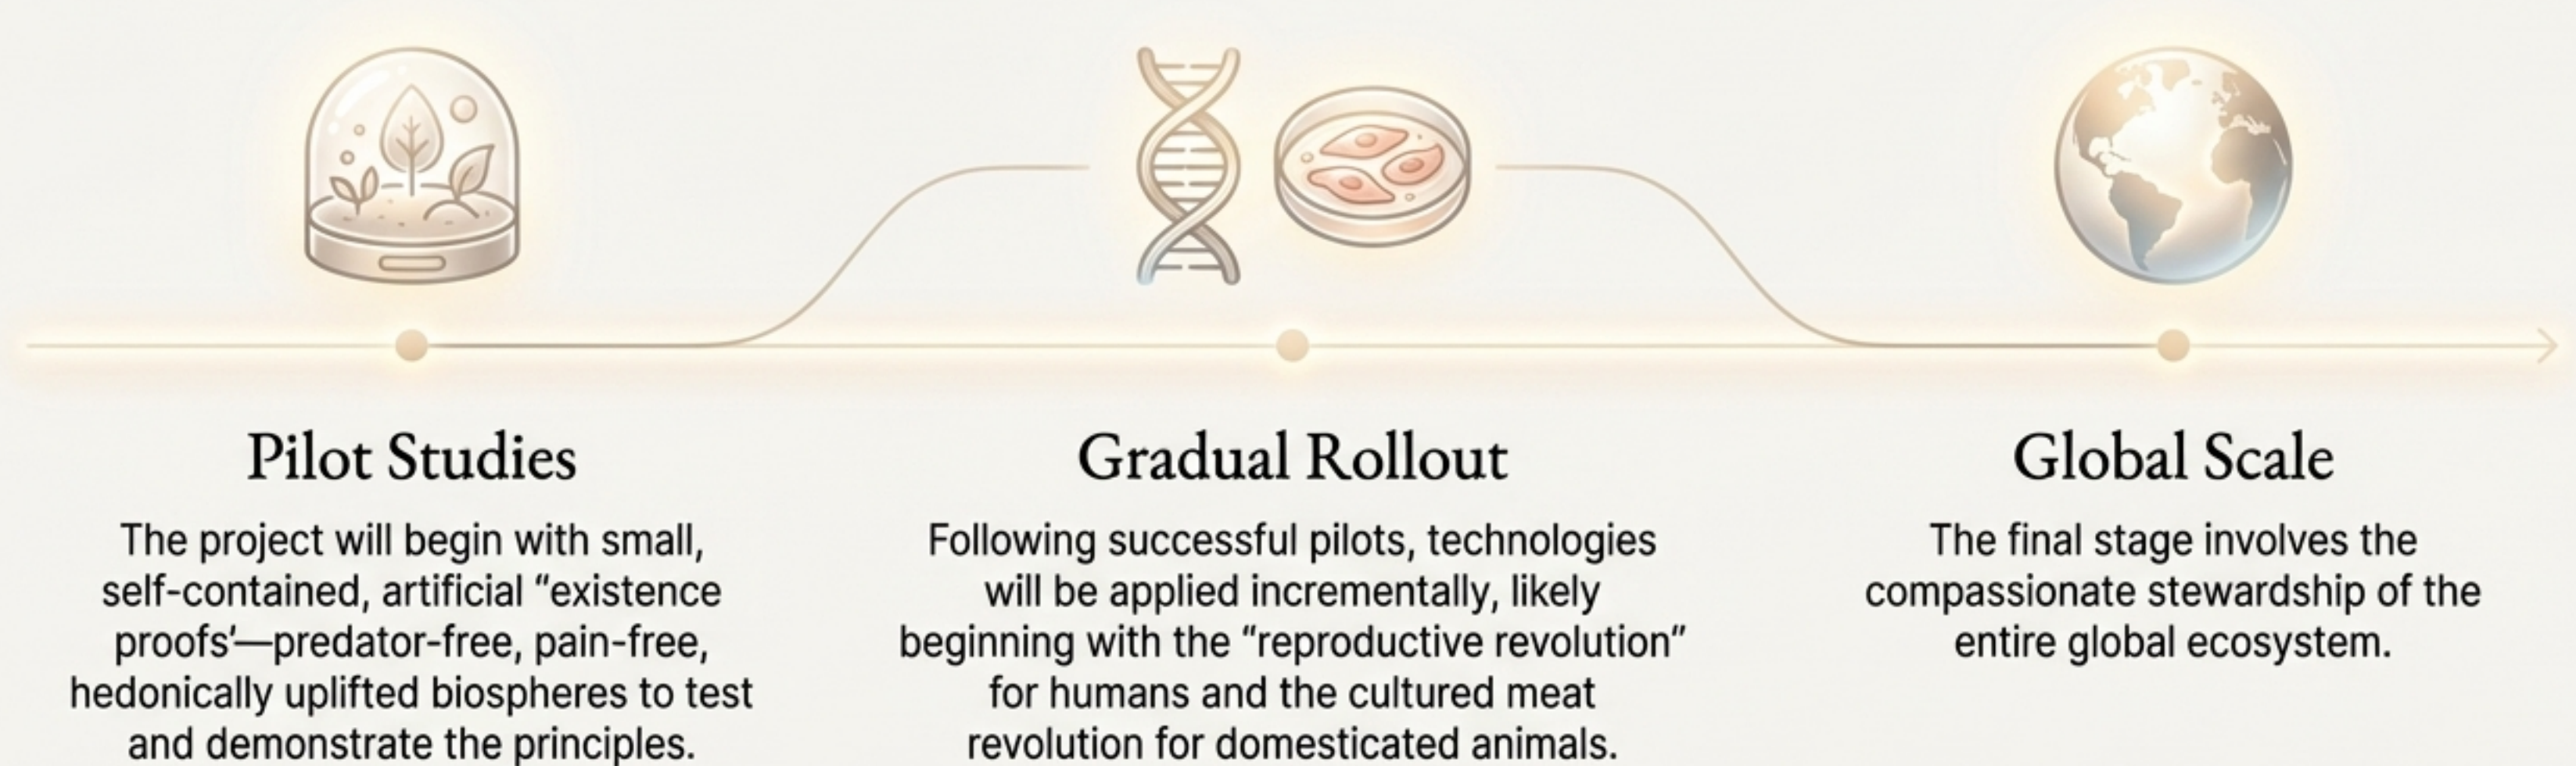 Pilot Studies
The project will begin with small,
self-contained, artificial “existence
proofs’—predator-free, pain-free,
hedonically uplifted biospheres to test
and demonstrate the principles.
Gradual Rollout
Following successful pilots, technologies
will be applied incrementally, likely
beginning with the “reproductive revolution”
for humans and the cultured meat
revolution for domesticated animals.
Global Scale
The final stage involves the
compassionate stewardship of the
entire global ecosystem.